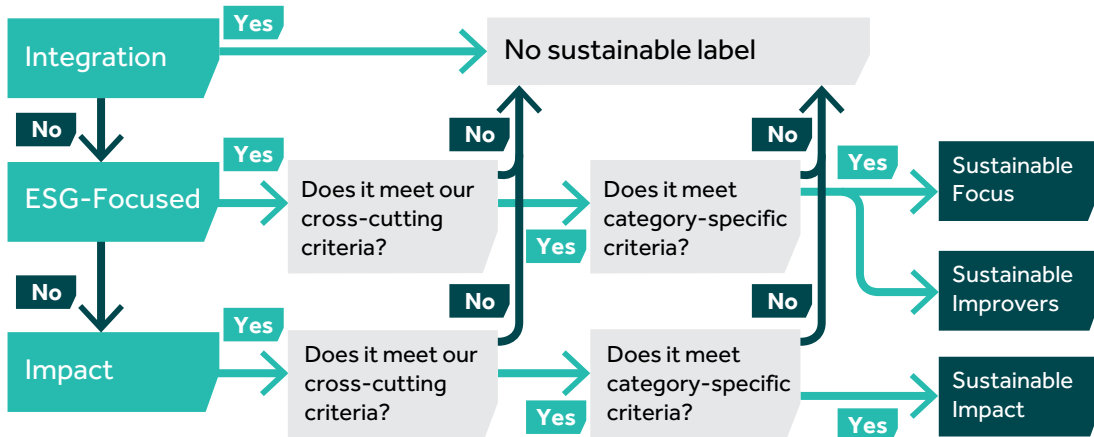 Yes
Integration
No sustainable label
No
Yes
No
No
ESG-Focused
Does it meet our
cross-cutting
criteria?
Yes
Does it meet
category-specific
criteria?
Yes
Sustainable
Focus
No
Yes
No
No
Sustainable
Improvers
Impact
Does it meet our
cross-cutting
criteria?
Yes
Does it meet
category-specific
criteria?
Yes
Sustainable
Impact